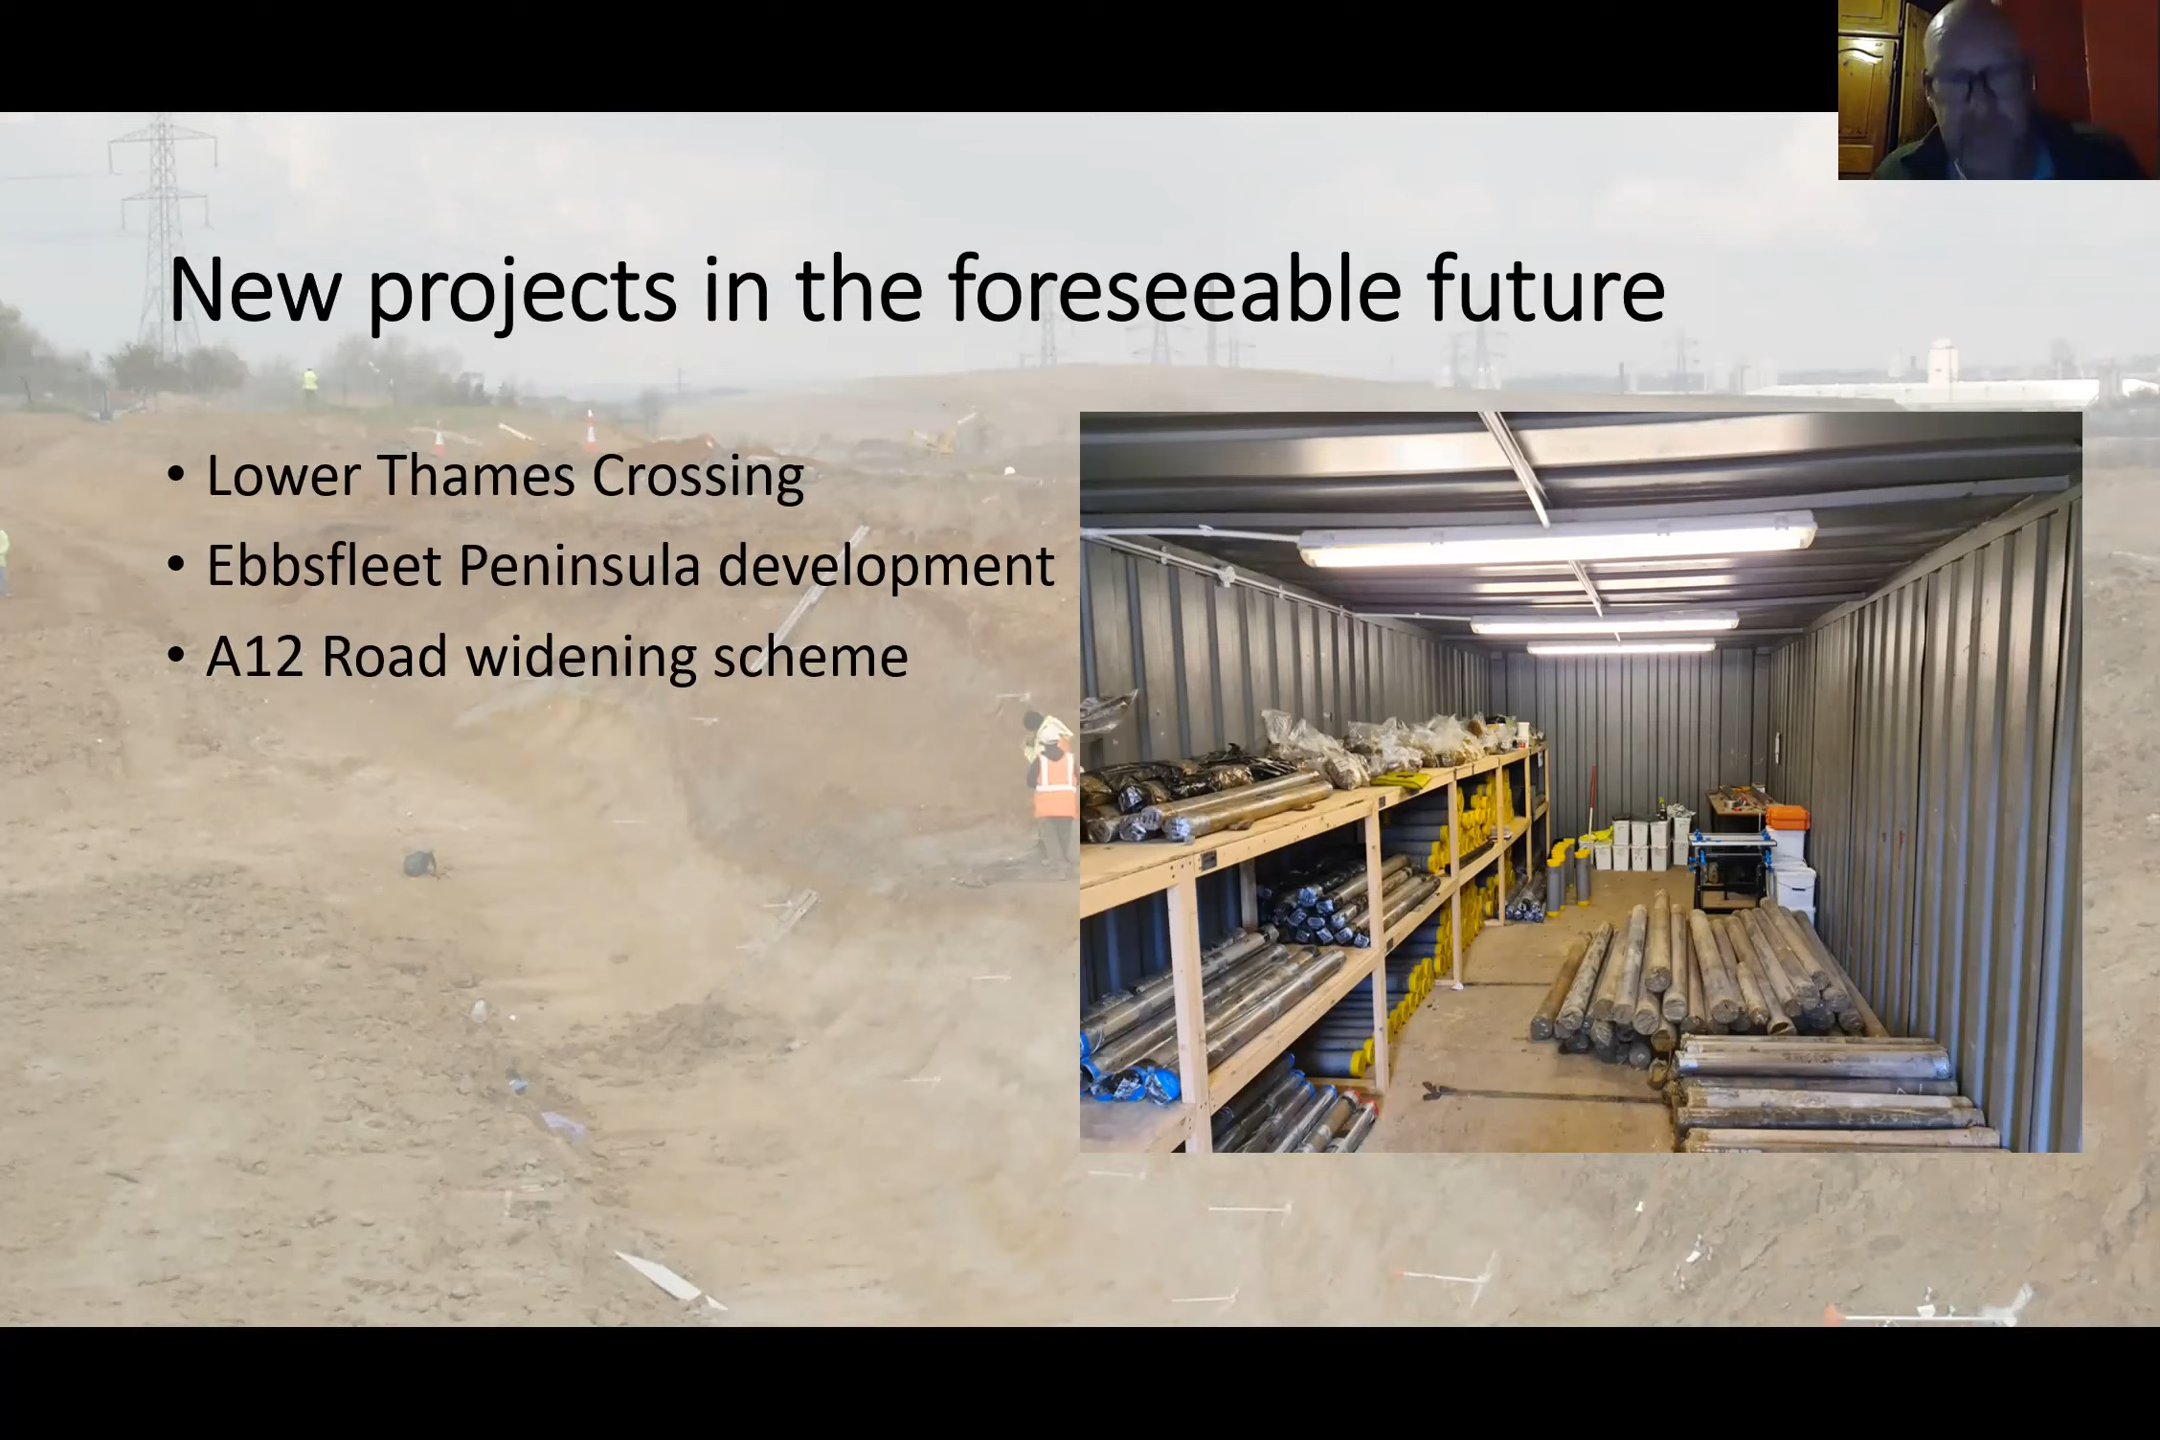 New projects in the foreseeable future
• Lower Thames Crossing
• Ebbsfleet Peninsula development
• A12 Road widening scheme